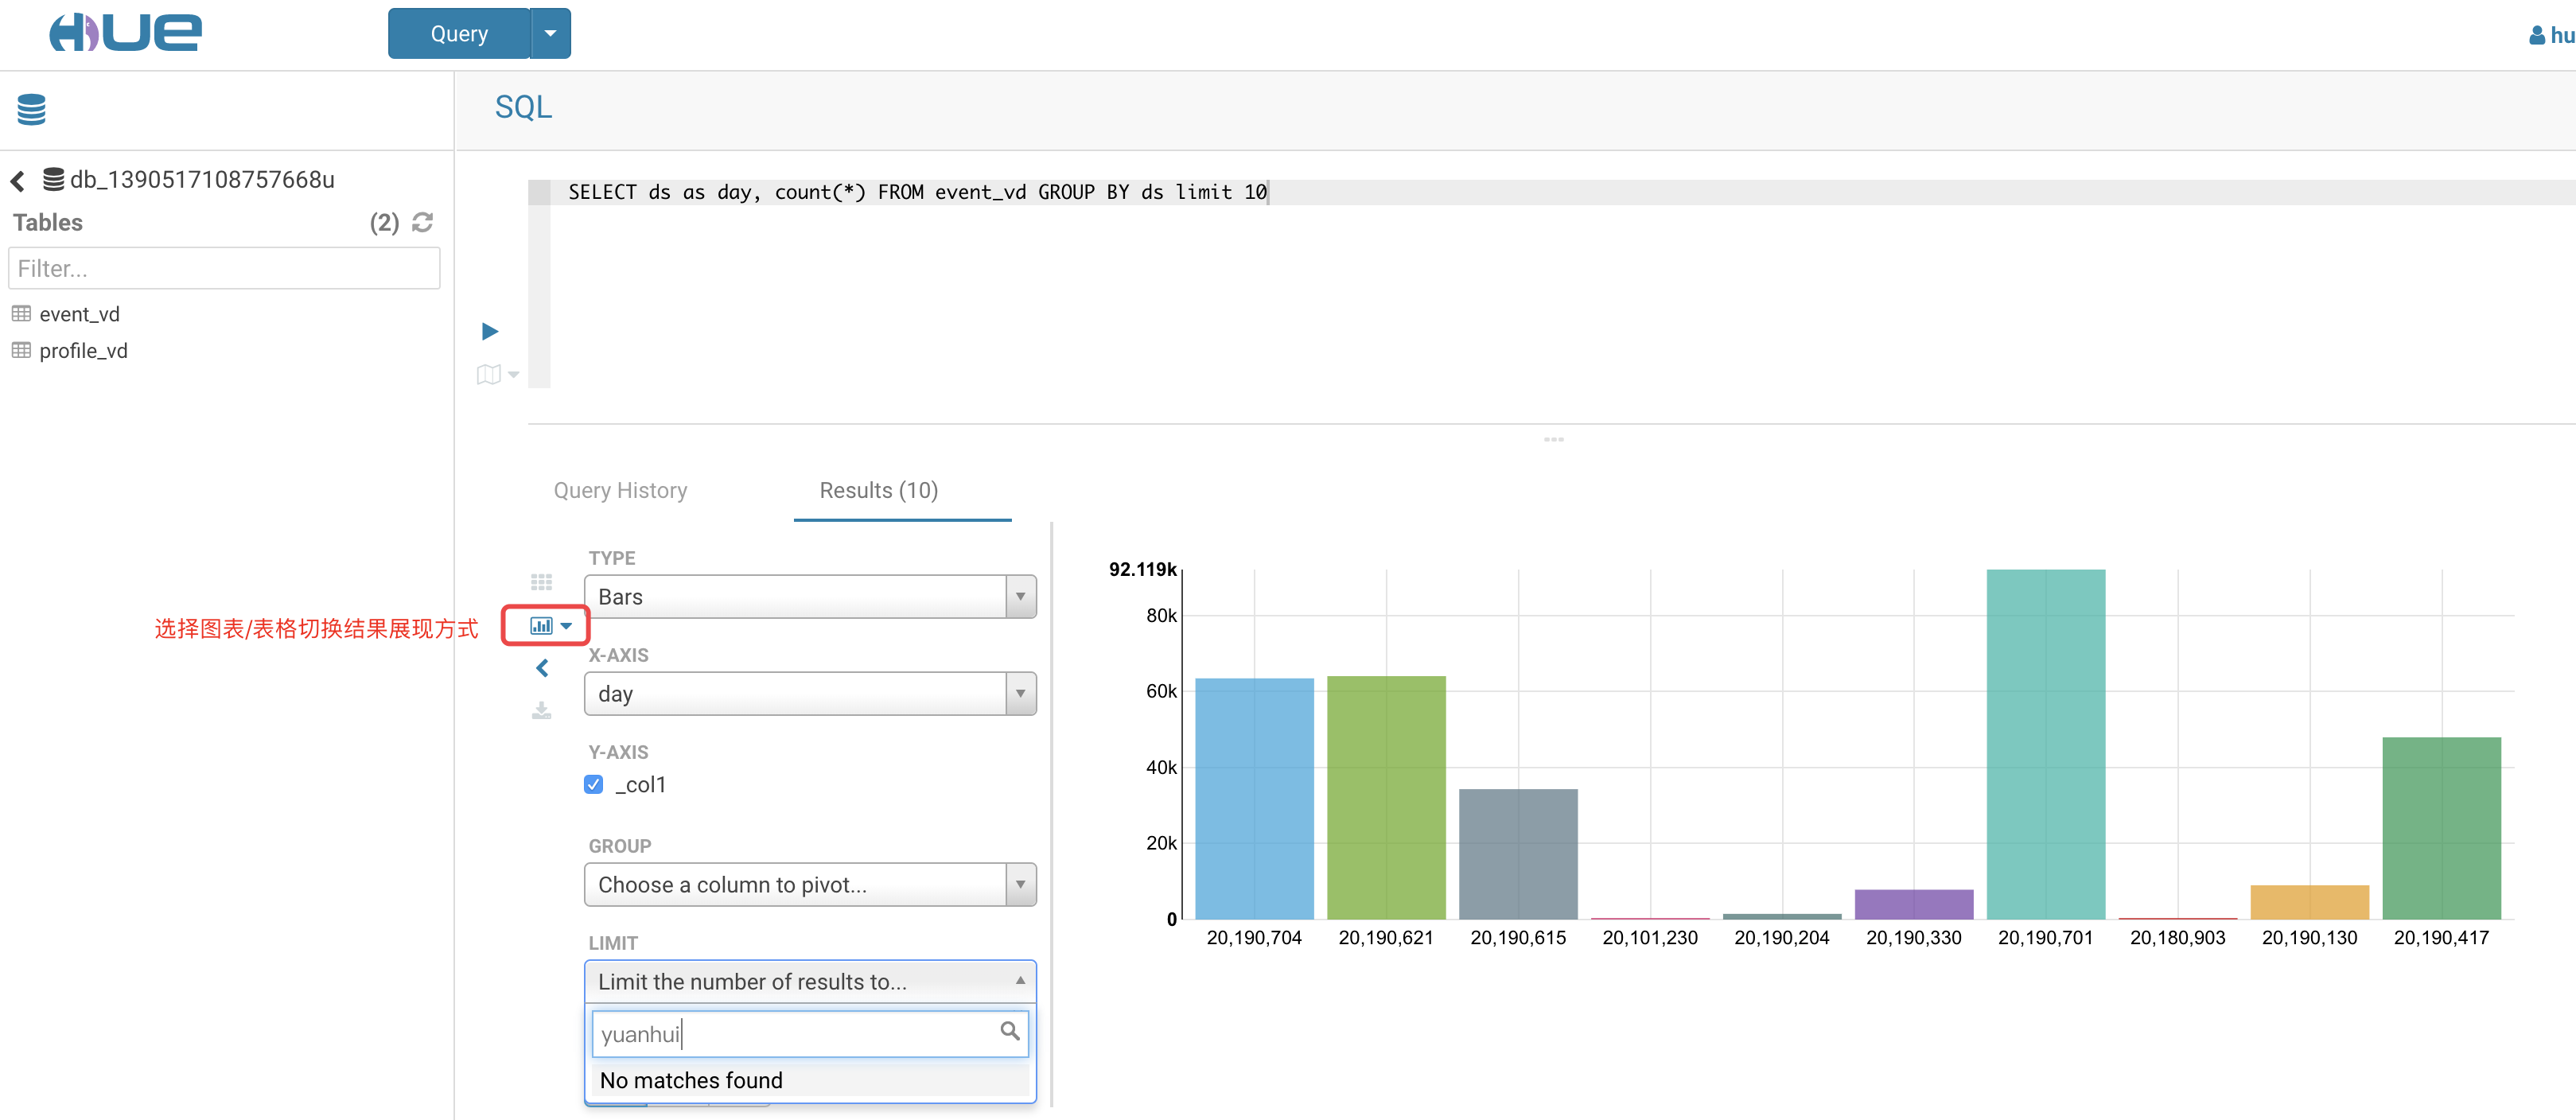 HUE
Query
hu
SQL
db_1390517108757668u
Tables (2)
Filter...
event_vd
profile_vd
SELECT ds as day, count(*) FROM event_vd GROUP BY ds limit 10
Query History
Results (10)
选择图表/表格切换结果展现方式
TYPE
Bars
X-AXIS
day
Y-AXIS
_col1
GROUP
Choose a column to pivot...
LIMIT
Limit the number of results to...
yuanhui
No matches found
92.119k
80k
60k
40k
20k
0
20,190,704 20,190,621 20,190,615 20,101,230 20,190,204 20,190,330 20,190,701 20,180,903 20,190,130 20,190,417